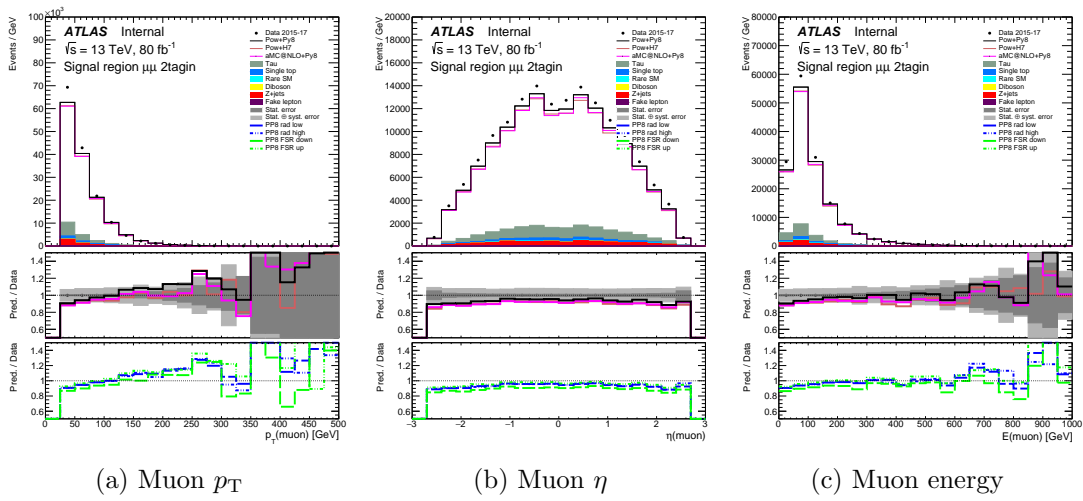 ×10³
Events / GeV
100
90
80
70
60
50
40
30
20
10
0
ATLAS Internal
√s = 13 TeV, 80 fb⁻¹
Signal region μμ 2tagin
Data 2015-17
Pow+Py8
Pow+H7
aMC@NLO+Py8
Tau
Single top
Rare SM
Diboson
Z+jets
Fake lepton
Stat. error
Stat. ⊕ syst. error
PP8 rad low
PP8 rad high
PP8 FSR down
PP8 FSR up
Pred. / Data
1.4
1.2
1
0.8
0.6
Pred. / Data
1.4
1.2
1
0.8
0.6
0 50 100 150 200 250 300 350 400 450 500
p_T(muon) [GeV]
Events / GeV
20000
18000
16000
14000
12000
10000
8000
6000
4000
2000
0
ATLAS Internal
√s = 13 TeV, 80 fb⁻¹
Signal region μμ 2tagin
Data 2015-17
Pow+Py8
Pow+H7
aMC@NLO+Py8
Tau
Single top
Rare SM
Diboson
Z+jets
Fake lepton
Stat. error
Stat. ⊕ syst. error
PP8 rad low
PP8 rad high
PP8 FSR down
PP8 FSR up
Pred. / Data
1.4
1.2
1
0.8
0.6
Pred. / Data
1.4
1.2
1
0.8
0.6
−3 −2 −1 0 1 2 3
η(muon)
Events / GeV
80000
70000
60000
50000
40000
30000
20000
10000
0
ATLAS Internal
√s = 13 TeV, 80 fb⁻¹
Signal region μμ 2tagin
Data 2015-17
Pow+Py8
Pow+H7
aMC@NLO+Py8
Tau
Single top
Rare SM
Diboson
Z+jets
Fake lepton
Stat. error
Stat. ⊕ syst. error
PP8 rad low
PP8 rad high
PP8 FSR down
PP8 FSR up
Pred. / Data
1.4
1.2
1
0.8
0.6
Pred. / Data
1.4
1.2
1
0.8
0.6
0 100 200 300 400 500 600 700 800 900 1000
E(muon) [GeV]
(a) Muon p_T
(b) Muon η
(c) Muon energy